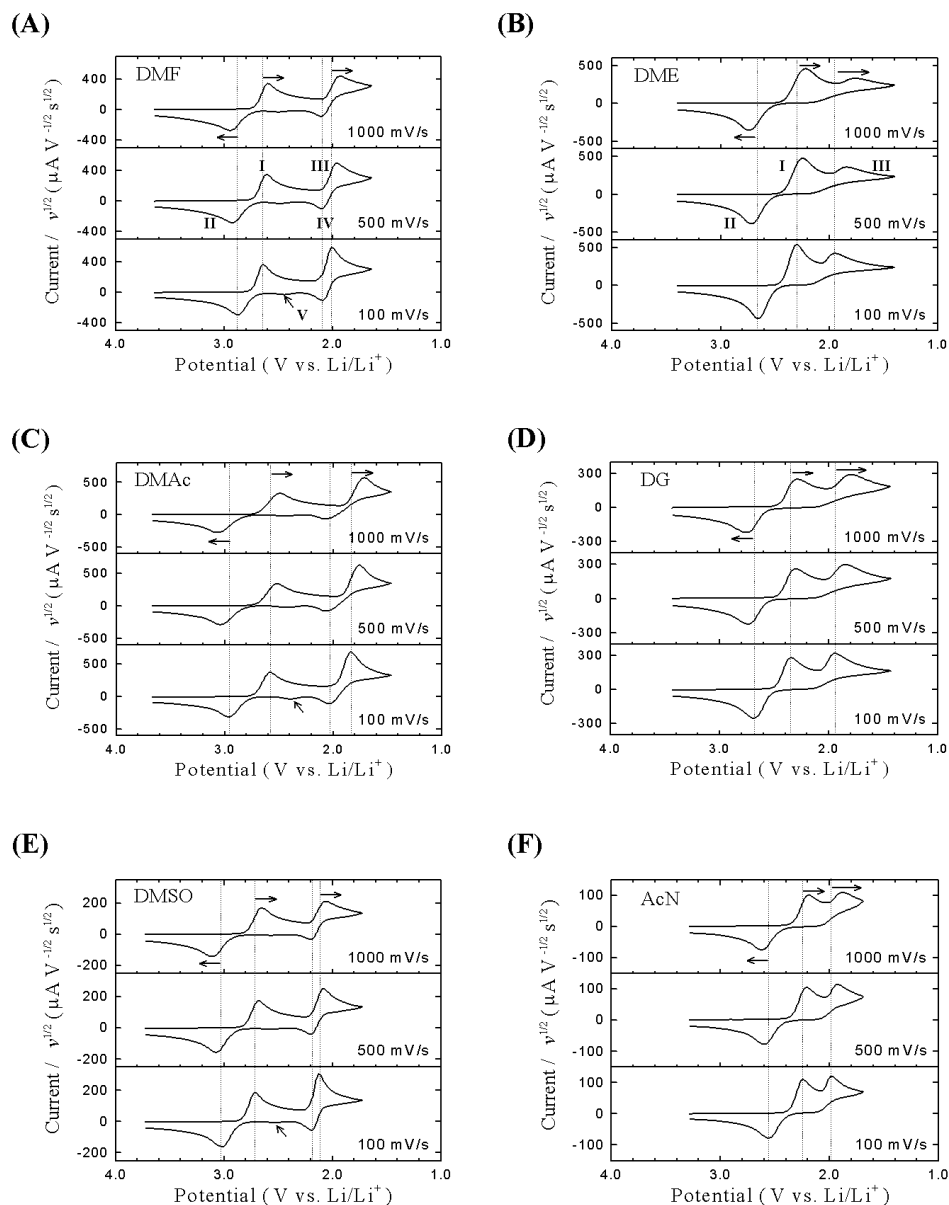 (A)
DMF
400
0
-400
1000 mV/s
I
III
400
0
II
IV
-400
500 mV/s
400
0
V
-400
100 mV/s
4.0 3.0 2.0 1.0
Potential ( V vs. Li/Li⁺ )
Current / ν^1/2 ( μA V^-1/2 s^1/2 )
(B)
DME
500
0
-500
1000 mV/s
I
500
III
0
II
-500
500 mV/s
500
0
-500
100 mV/s
4.0 3.0 2.0 1.0
Potential ( V vs. Li/Li⁺ )
Current / ν^1/2 ( μA V^-1/2 s^1/2 )
(C)
DMAc
500
0
-500
1000 mV/s
500
0
-500
500 mV/s
500
0
-500
100 mV/s
4.0 3.0 2.0 1.0
Potential ( V vs. Li/Li⁺ )
Current / ν^1/2 ( μA V^-1/2 s^1/2 )
(D)
DG
300
0
-300
1000 mV/s
300
0
-300
500 mV/s
300
0
-300
100 mV/s
4.0 3.0 2.0 1.0
Potential ( V vs. Li/Li⁺ )
Current / ν^1/2 ( μA V^-1/2 s^1/2 )
(E)
DMSO
200
0
-200
1000 mV/s
200
0
-200
500 mV/s
200
0
-200
100 mV/s
4.0 3.0 2.0 1.0
Potential ( V vs. Li/Li⁺ )
Current / ν^1/2 ( μA V^-1/2 s^1/2 )
(F)
AcN
100
0
-100
1000 mV/s
100
0
-100
500 mV/s
100
0
-100
100 mV/s
4.0 3.0 2.0 1.0
Potential ( V vs. Li/Li⁺ )
Current / ν^1/2 ( μA V^-1/2 s^1/2 )